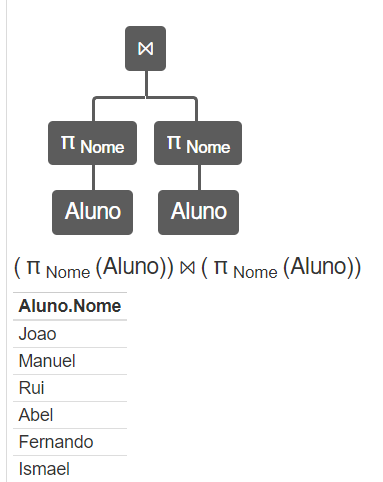 ⋈
π Nome π Nome
Aluno Aluno
( π Nome (Aluno)) ⋈ ( π Nome (Aluno))
Aluno.Nome
Joao
Manuel
Rui
Abel
Fernando
Ismael